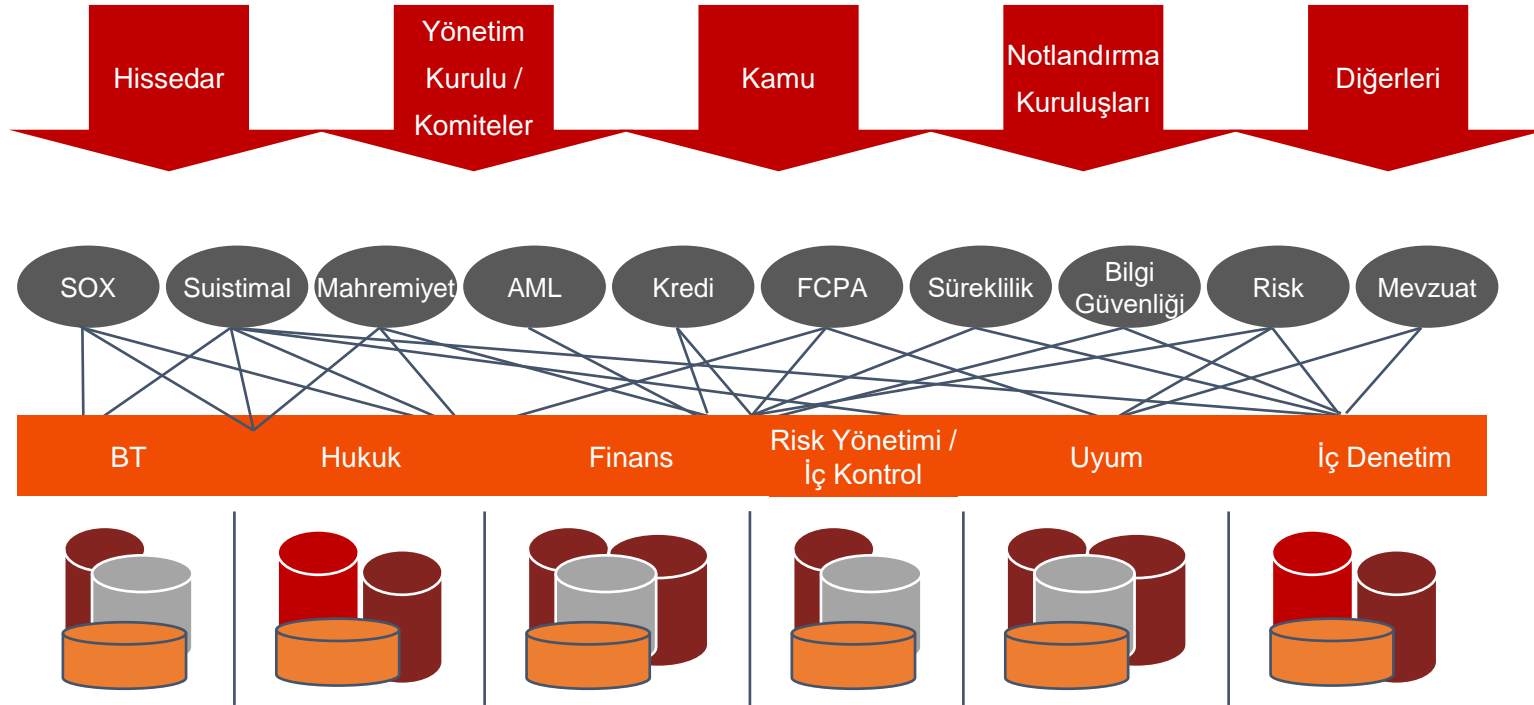 Hissedar
Yönetim
Kurulu /
Komiteler
Kamu
Notlandırma
Kuruluşları
Diğerleri
SOX
Suistimal
Mahremiyet
AML
Kredi
FCPA
Süreklilik
Bilgi
Güvenliği
Risk
Mevzuat
BT
Hukuk
Finans
Risk Yönetimi /
İç Kontrol
Uyum
İç Denetim